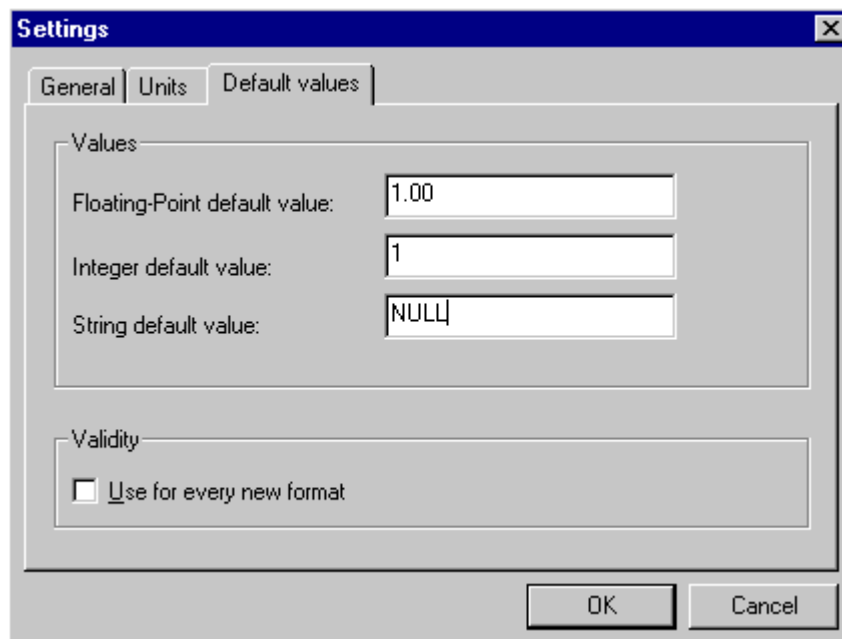 Settings
General Units Default values
Values
Floating-Point default value: 1.00
Integer default value: 1
String default value: NULL
Validity
Use for every new format
OK Cancel